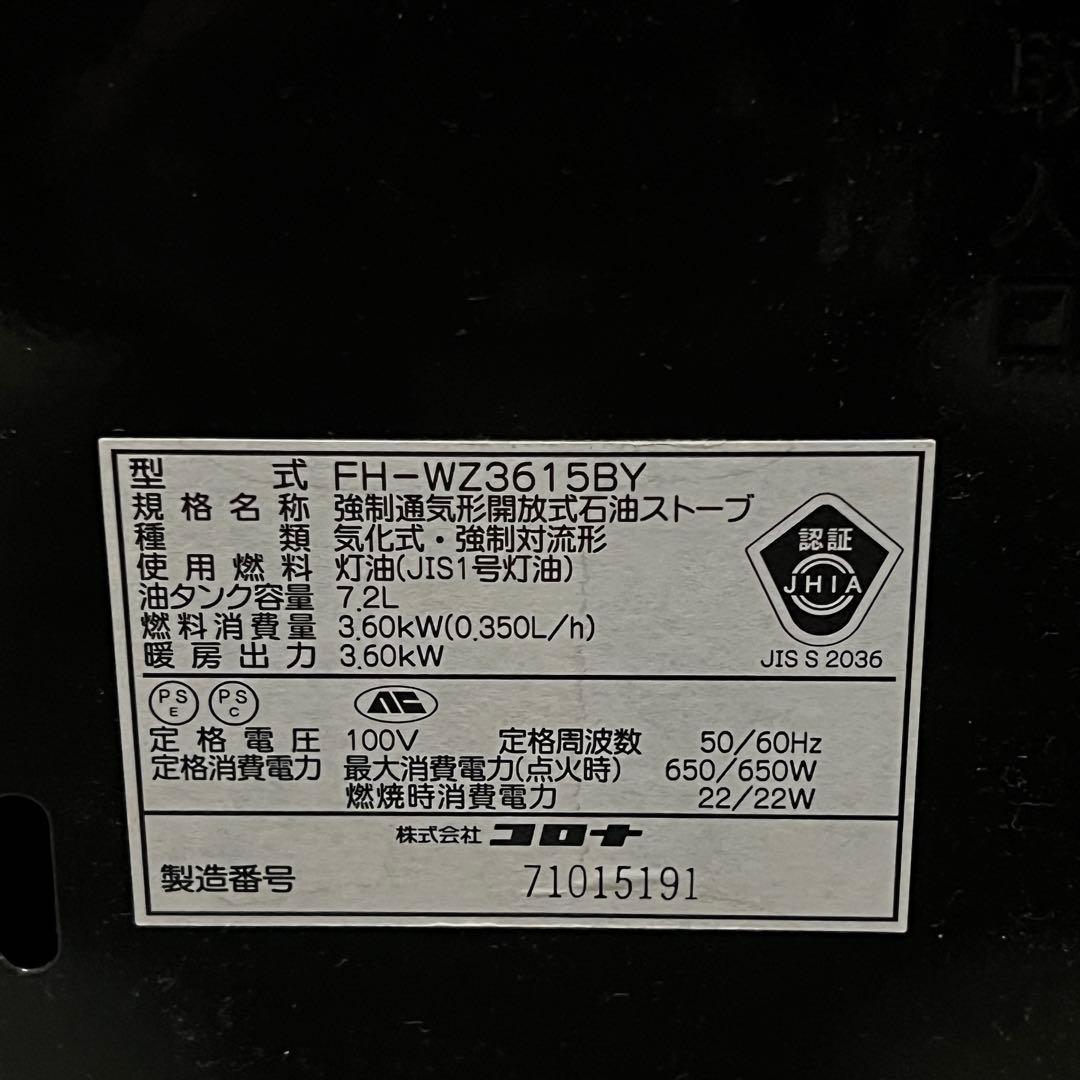 取入口
型式 FH-WZ3615BY
規格名称 強制通気形開放式石油ストーブ
種類 気化式・強制対流形
使用燃料 灯油(JIS1号灯油)
油タンク容量 7.2L
燃料消費量 3.60kW(0.350L/h)
暖房出力 3.60kW
認証
JHIA
JIS S 2036
PS E PS C
定格電圧 100V 定格周波数 50/60Hz
定格消費電力 最大消費電力(点火時) 650/650W
燃焼時消費電力 22/22W
株式会社 コロナ
製造番号 71015191